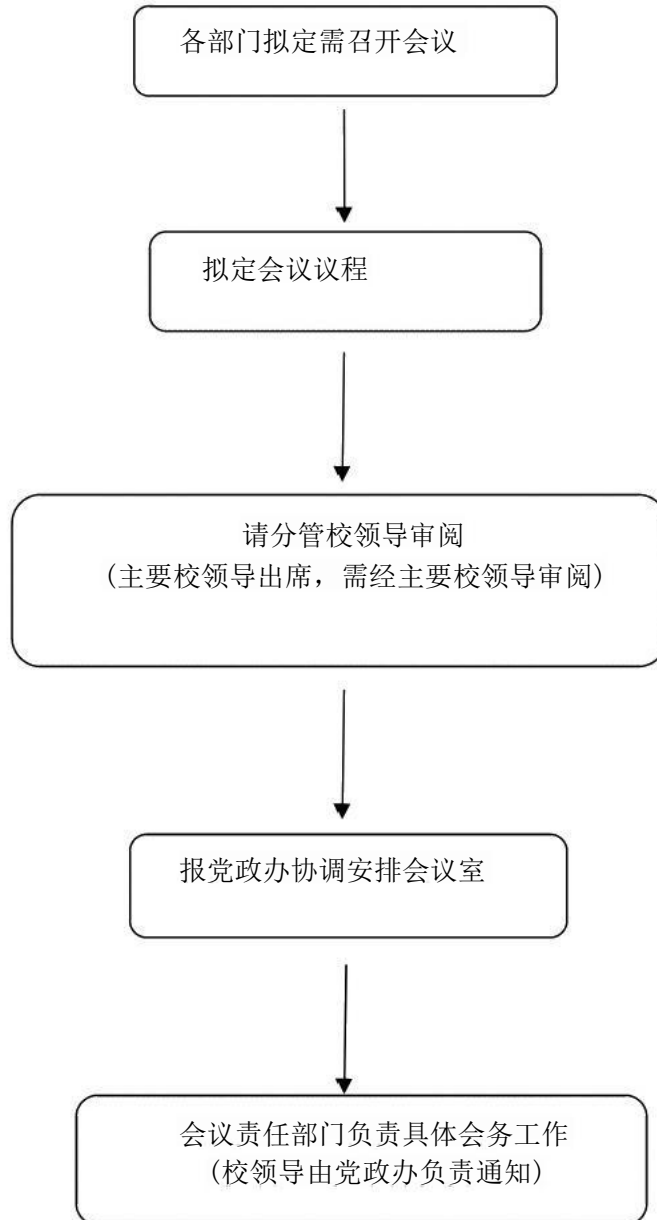 各部门拟定需召开会议
拟定会议议程
请分管校领导审阅
(主要校领导出席，需经主要校领导审阅)
报党政办协调安排会议室
会议责任部门负责具体会务工作
(校领导由党政办负责通知)